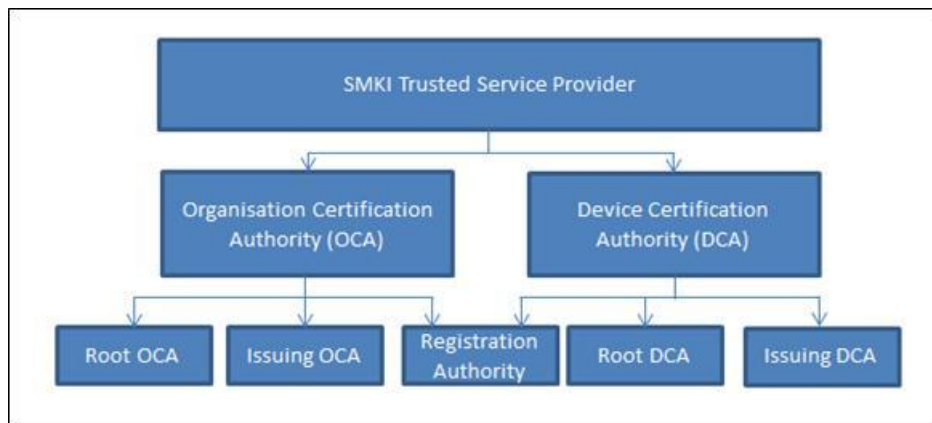 SMKI Trusted Service Provider
Organisation Certification
Authority (OCA)
Device Certification
Authority (DCA)
Root OCA
Issuing OCA
Registration
Authority
Root DCA
Issuing DCA